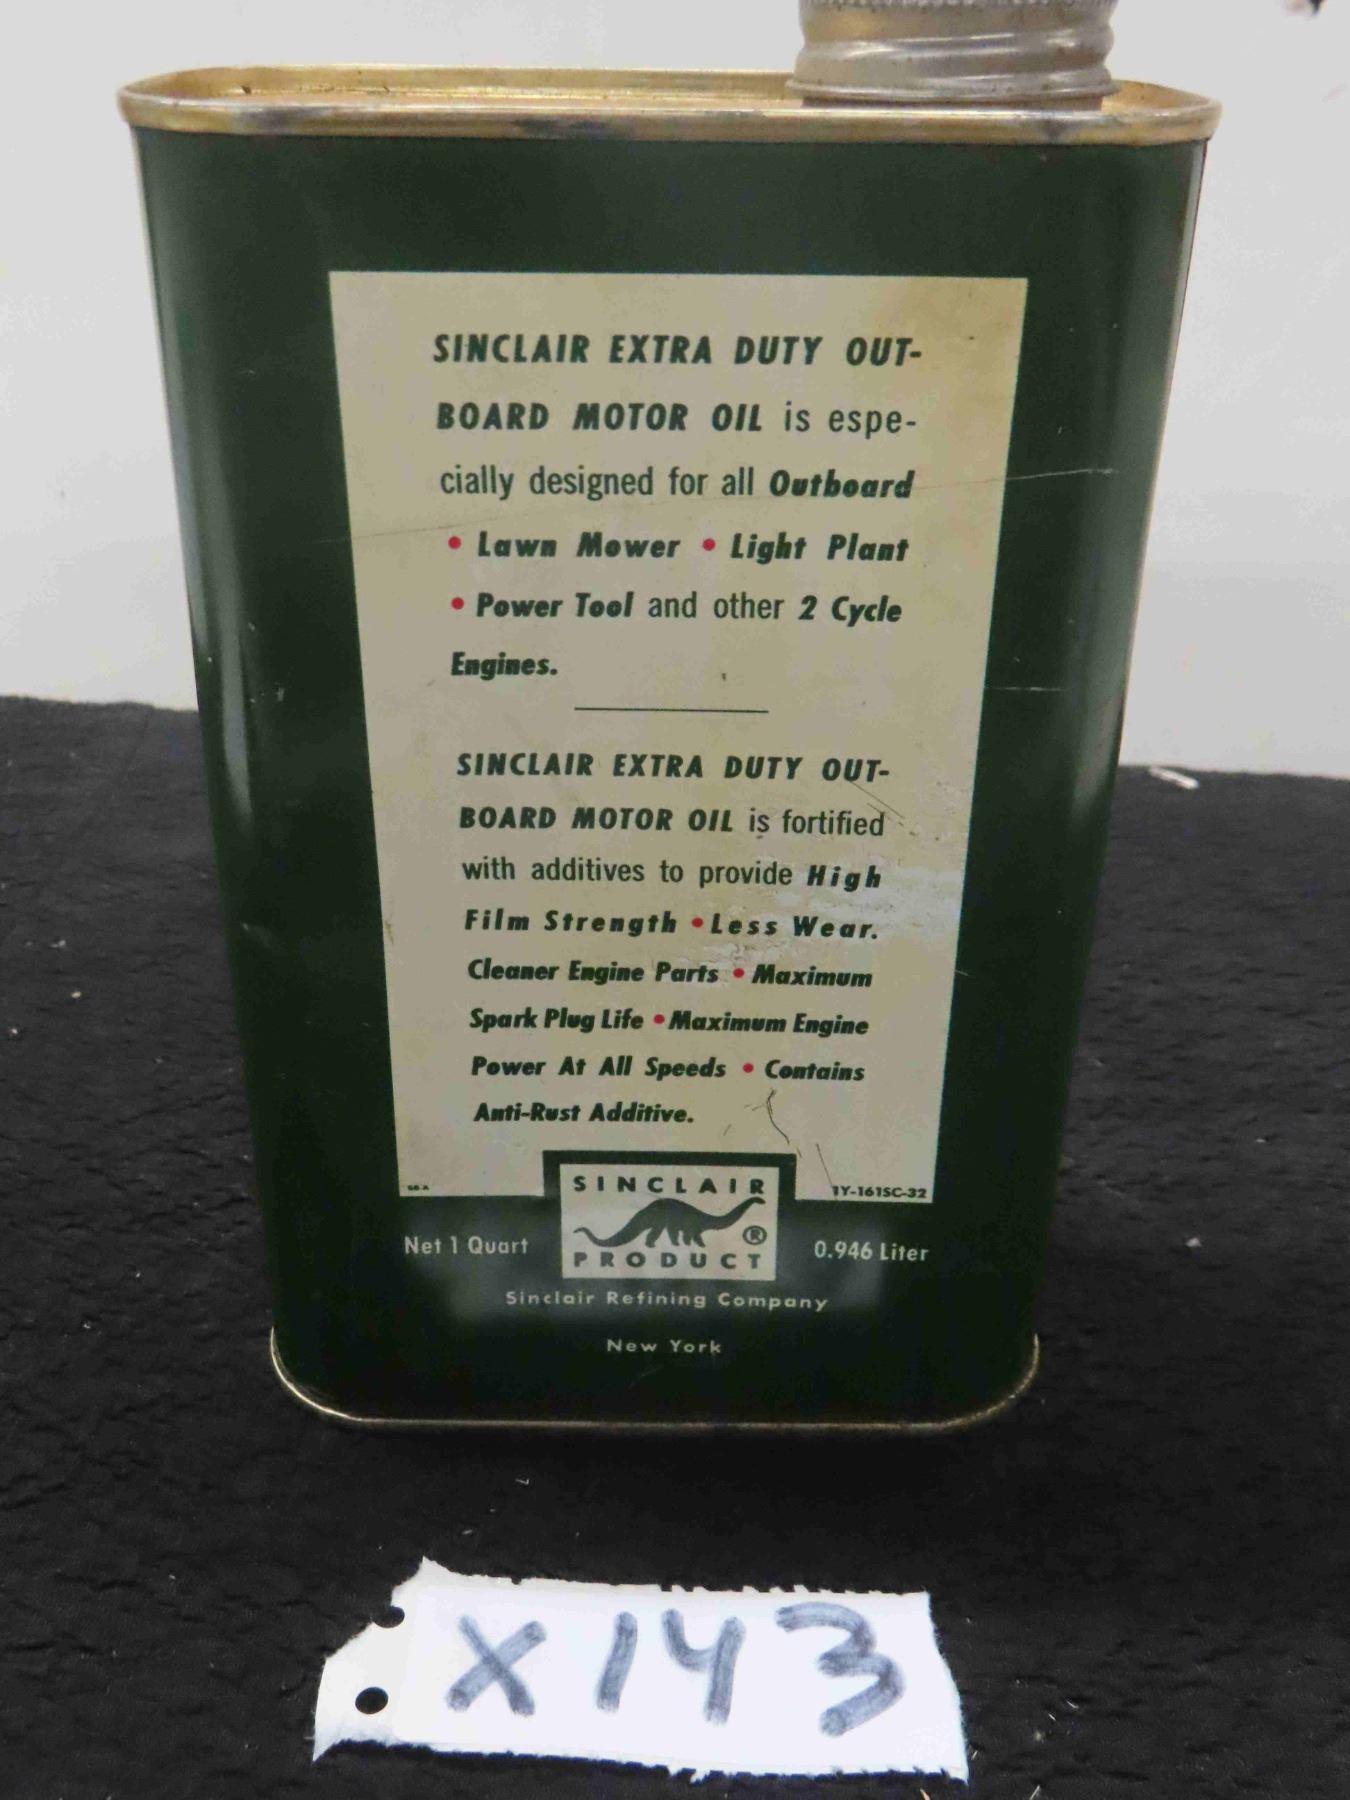 SINCLAIR EXTRA DUTY OUT-
BOARD MOTOR OIL is espe-
cially designed for all Outboard
• Lawn Mower • Light Plant
• Power Tool and other 2 Cycle
Engines.
SINCLAIR EXTRA DUTY OUT-
BOARD MOTOR OIL is fortified
with additives to provide High
Film Strength • Less Wear.
Cleaner Engine Parts • Maximum
Spark Plug Life • Maximum Engine
Power At All Speeds • Contains
Anti-Rust Additive.
1Y-161SC-32
SINCLAIR
®
PRODUCT
Net 1 Quart
0.946 Liter
Sinclair Refining Company
New York
X143